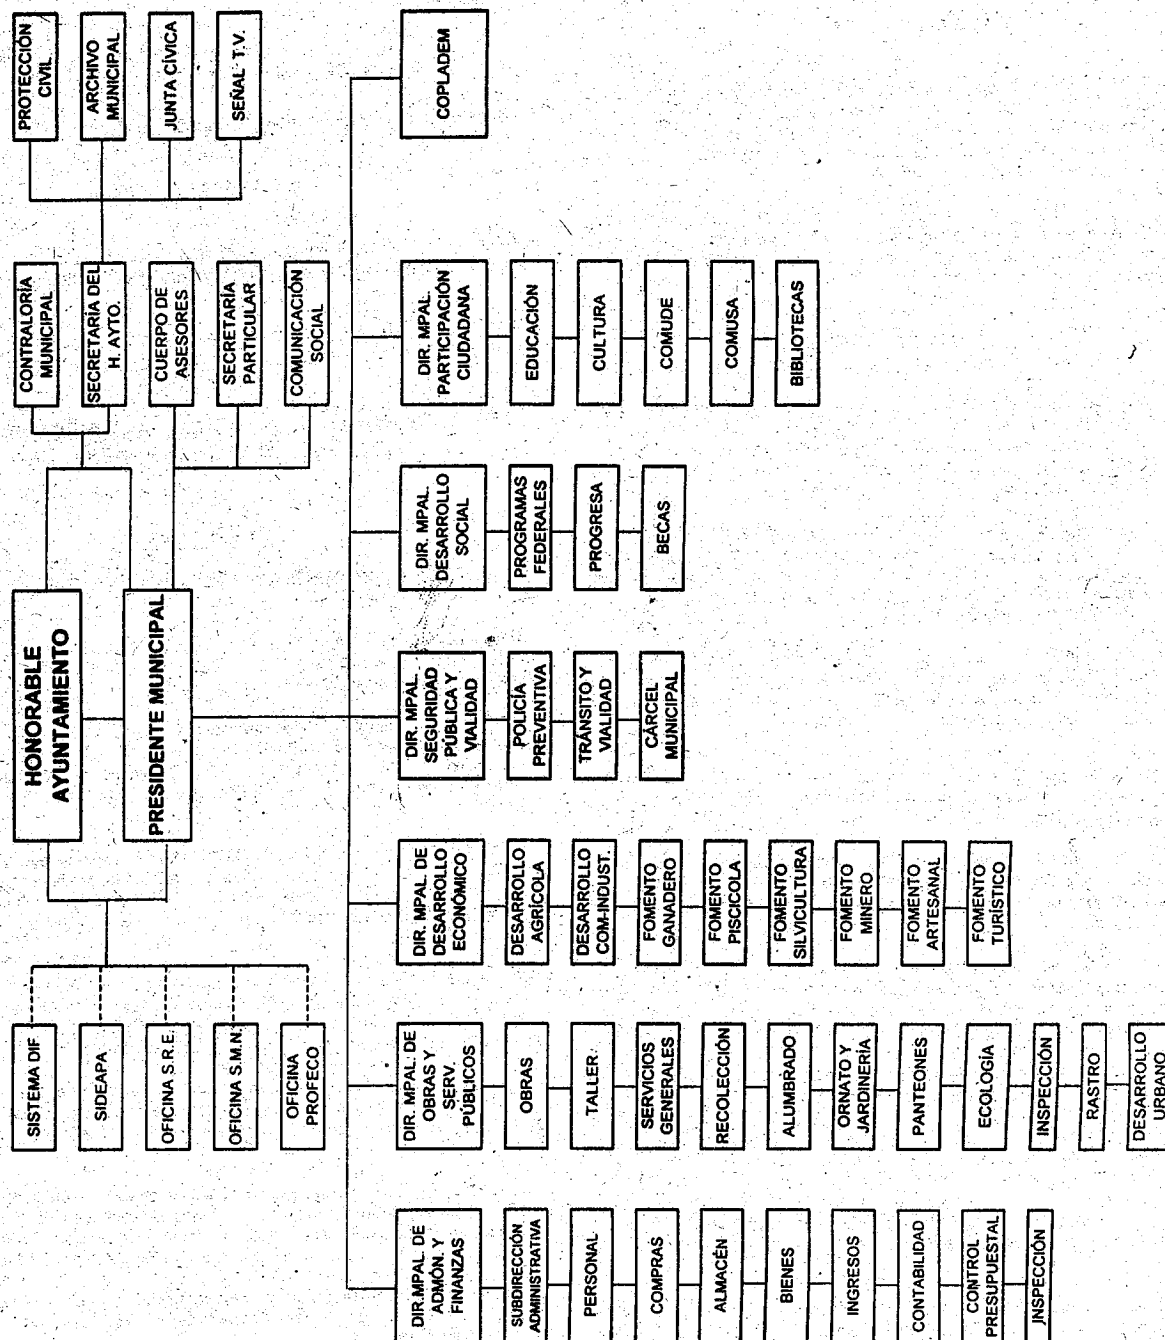 HONORABLE
AYUNTAMIENTO
PRESIDENTE MUNICIPAL
SISTEMA DIF
SIDEAPA
OFICINA S.R.E.
OFICINA S.M.N.
OFICINA
PROFECO
CONTRALORÍA
MUNICIPAL
SECRETARÍA DEL
H. AYTO.
CUERPO DE
ASESORES
SECRETARÍA
PARTICULAR
COMUNICACIÓN
SOCIAL
PROTECCIÓN
CIVIL
ARCHIVO
MUNICIPAL
JUNTA CÍVICA
SEÑAL T.V.
DIR.MPAL. DE
ADMÓN. Y
FINANZAS
SUBDIRECCIÓN
ADMINISTRATIVA
PERSONAL
COMPRAS
ALMACÉN
BIENES
INGRESOS
CONTABILIDAD
CONTROL
PRESUPUESTAL
INSPECCIÓN
DIR. MPAL. DE
OBRAS Y
SERV.
PÚBLICOS
OBRAS
TALLER
SERVICIOS
GENERALES
RECOLECCIÓN
ALUMBRADO
ORNATO Y
JARDINERÍA
PANTEONES
ECOLOGÍA
INSPECCIÓN
RASTRO
DESARROLLO
URBANO
DIR. MPAL. DE
DESARROLLO
ECONÓMICO
DESARROLLO
AGRÍCOLA
DESARROLLO
COM-INDUST.
FOMENTO
GANADERO
FOMENTO
PISCICOLA
FOMENTO
SILVICULTURA
FOMENTO
MINERO
FOMENTO
ARTESANAL
FOMENTO
TURÍSTICO
DIR. MPAL.
SEGURIDAD
PÚBLICA Y
VIALIDAD
POLICÍA
PREVENTIVA
TRÁNSITO Y
VIALIDAD
CÁRCEL
MUNICIPAL
DIR. MPAL.
DESARROLLO
SOCIAL
PROGRAMAS
FEDERALES
PROGRESA
BECAS
DIR. MPAL.
PARTICIPACIÓN
CIUDADANA
EDUCACIÓN
CULTURA
COMUDE
COMUSA
BIBLIOTECAS
COPLADEM